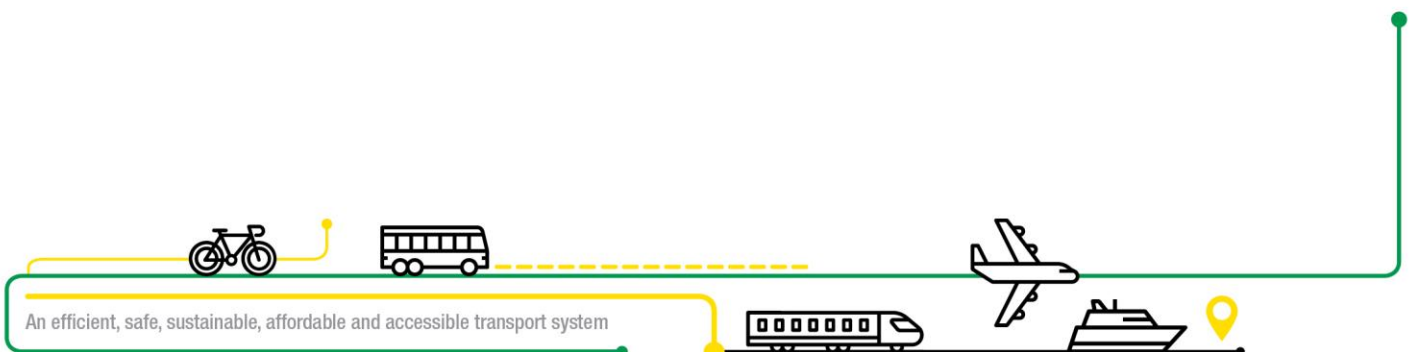 An efficient, safe, sustainable, affordable and accessible transport system